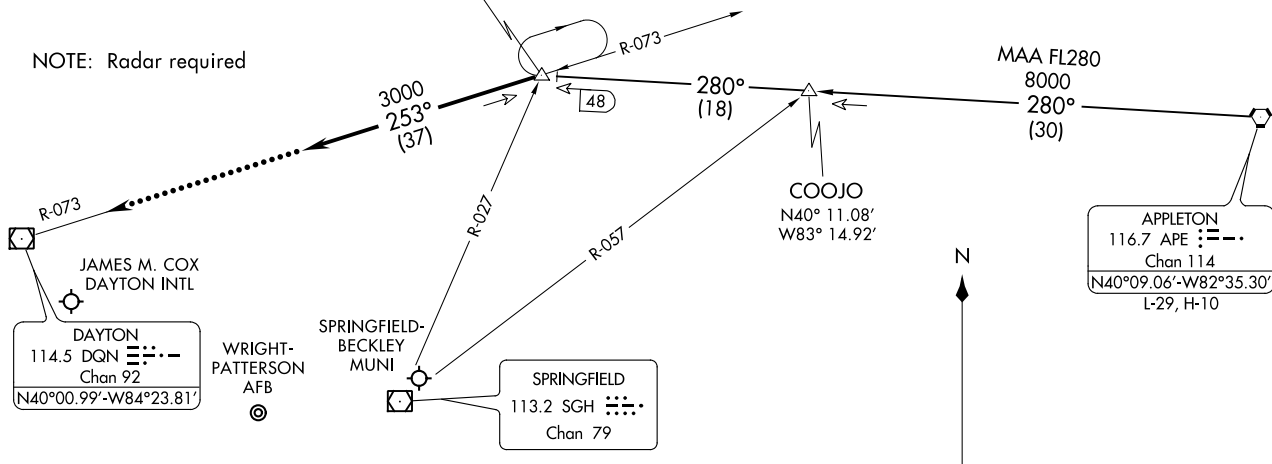 NOTE: Radar required
R-073
MAA FL280
8000
280°
(30)
48
280°
(18)
3000
253°
(37)
R-073
R-027
R-057
COOJO
N40° 11.08'
W83° 14.92'
APPLETON
116.7 APE
Chan 114
N40°09.06'-W82°35.30'
L-29, H-10
N
JAMES M. COX
DAYTON INTL
DAYTON
114.5 DQN
Chan 92
N40°00.99'-W84°23.81'
WRIGHT-
PATTERSON
AFB
SPRINGFIELD-
BECKLEY
MUNI
SPRINGFIELD
113.2 SGH
Chan 79